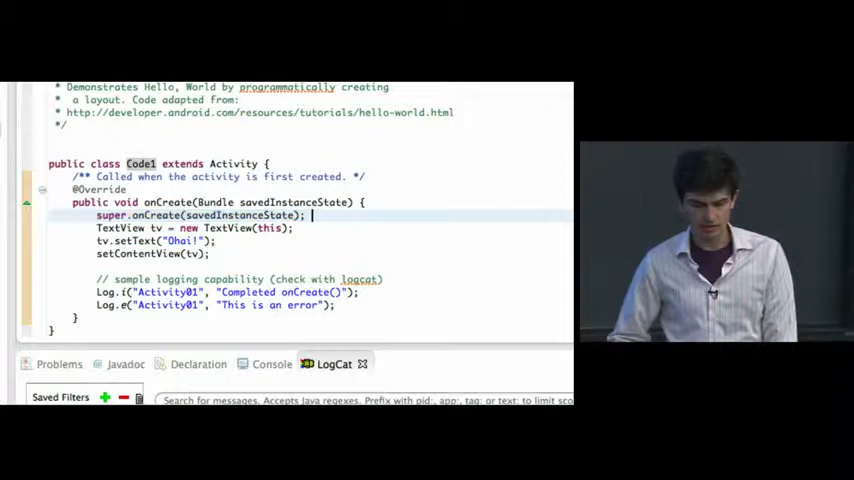 * Demonstrates Hello, World by programmatically creating
* a layout. Code adapted from:
* http://developer.android.com/resources/tutorials/hello-world.html
*/
public class Code1 extends Activity {
/** Called when the activity is first created. */
@Override
public void onCreate(Bundle savedInstanceState) {
super.onCreate(savedInstanceState);
TextView tv = new TextView(this);
tv.setText("Ohai!");
setContentView(tv);
// sample logging capability (check with logcat)
Log.i("Activity01", "Completed onCreate()");
Log.e("Activity01", "This is an error");
}
}
Problems @ Javadoc Declaration Console LogCat
Saved Filters
Search for messages. Accepts Java regexes. Prefix with pid:, app:, tag: or text: to limit sco